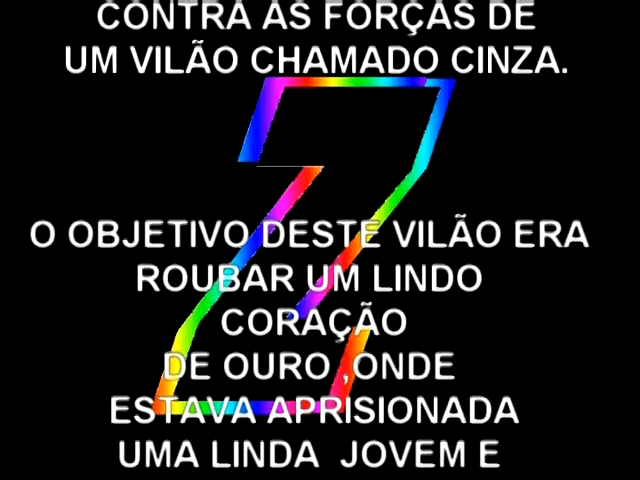 CONTRA AS FORÇAS DE
UM VILÃO CHAMADO CINZA.
O OBJETIVO DESTE VILÃO ERA
ROUBAR UM LINDO
CORAÇÃO
DE OURO ,ONDE
ESTAVA APRISIONADA
UMA LINDA JOVEM E